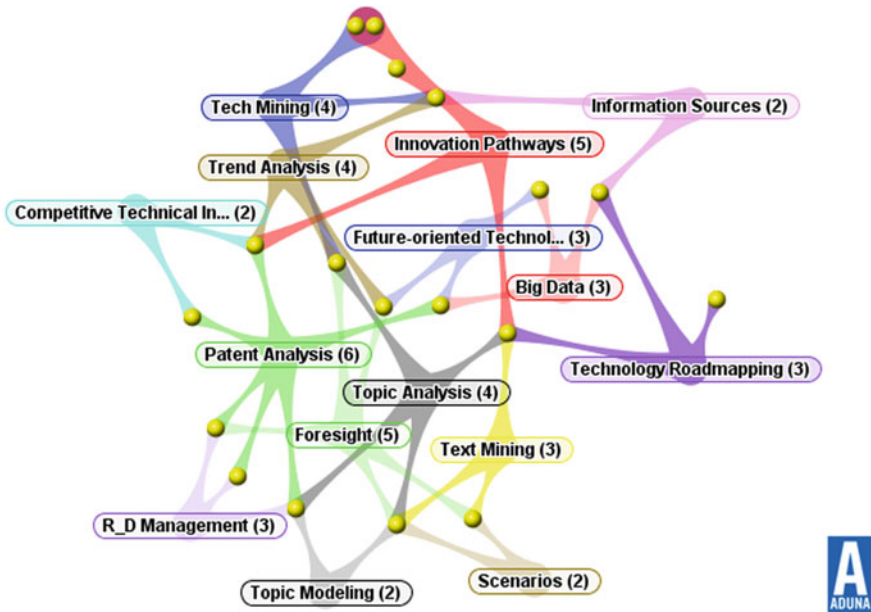 Tech Mining (4)
Information Sources (2)
Innovation Pathways (5)
Trend Analysis (4)
Competitive Technical In... (2)
Future-oriented Technol... (3)
Big Data (3)
Patent Analysis (6)
Technology Roadmapping (3)
Topic Analysis (4)
Foresight (5)
Text Mining (3)
R_D Management (3)
Scenarios (2)
Topic Modeling (2)
A
ADUNA